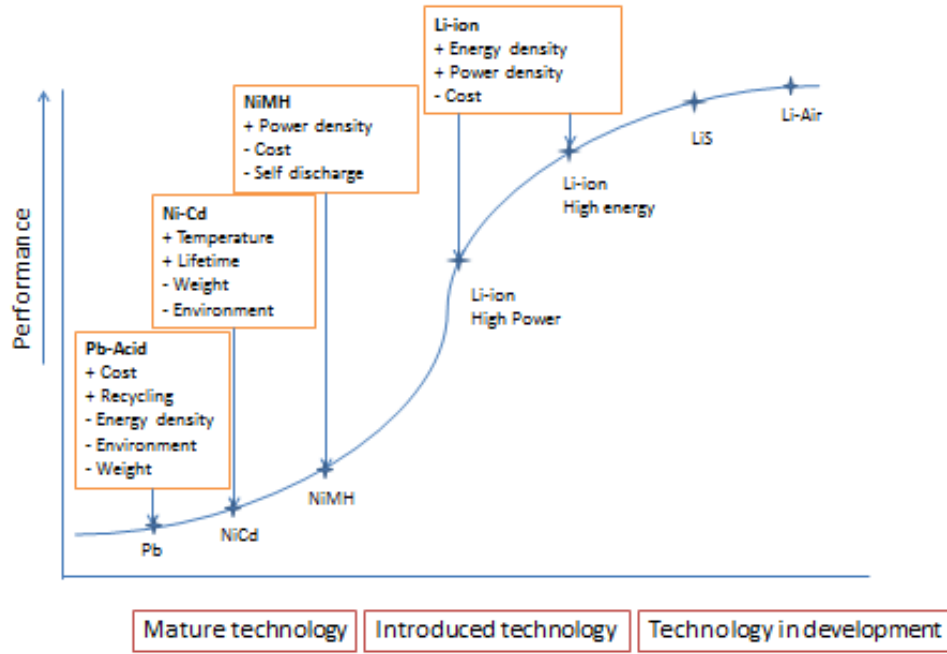 Li-ion
+ Energy density
+ Power density
- Cost
NiMH
+ Power density
- Cost
- Self discharge
Ni-Cd
+ Temperature
+ Lifetime
- Weight
- Environment
Pb-Acid
+ Cost
+ Recycling
- Energy density
- Environment
- Weight
Performance
Pb
NiCd
NiMH
Li-ion
High Power
Li-ion
High energy
LiS
Li-Air
Mature technology
Introduced technology
Technology in development